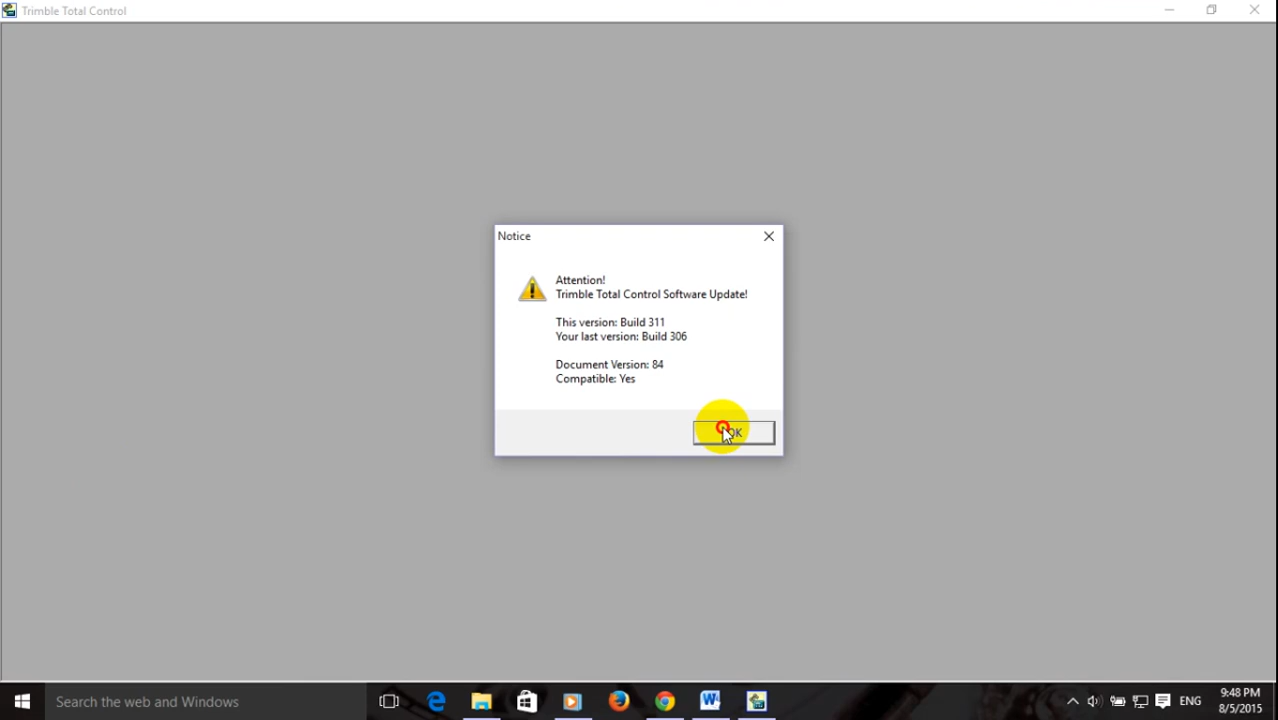 Trimble Total Control
Notice
Attention!
Trimble Total Control Software Update!
This version: Build 311
Your last version: Build 306
Document Version: 84
Compatible: Yes
OK
Search the web and Windows
ENG
9:48 PM
8/5/2015